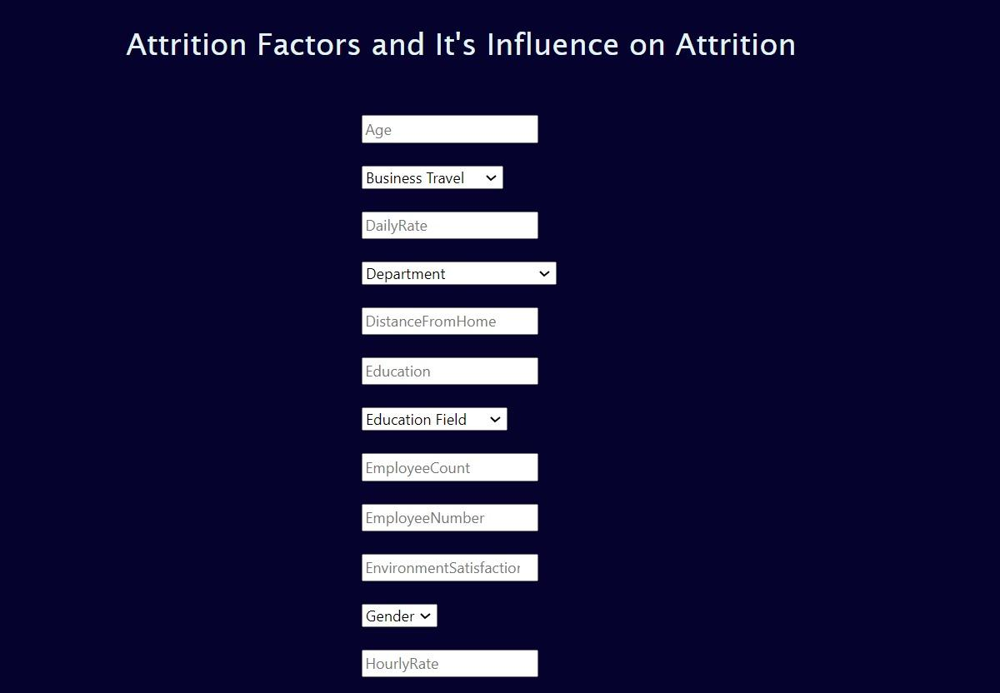 Attrition Factors and It's Influence on Attrition
Age
Business Travel
DailyRate
Department
DistanceFromHome
Education
Education Field
EmployeeCount
EmployeeNumber
EnvironmentSatisfaction
Gender
HourlyRate